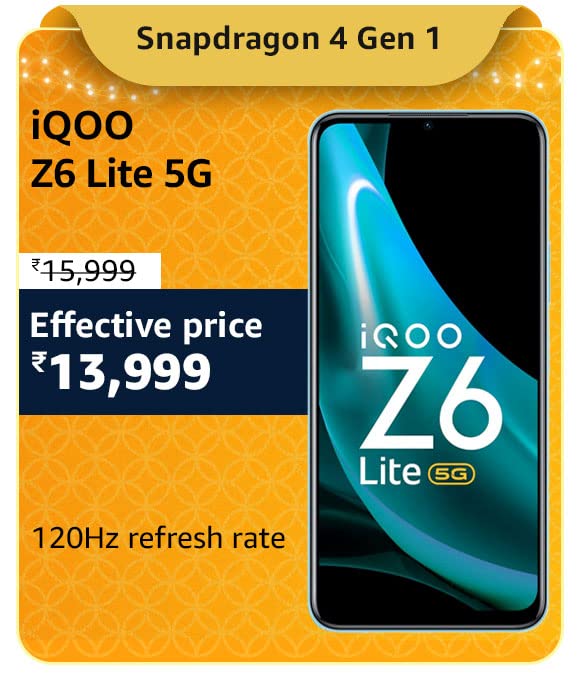 Snapdragon 4 Gen 1
iQOO
Z6 Lite 5G
₹15,999
Effective price
₹13,999
120Hz refresh rate
iQOO
Z6
Lite 5G